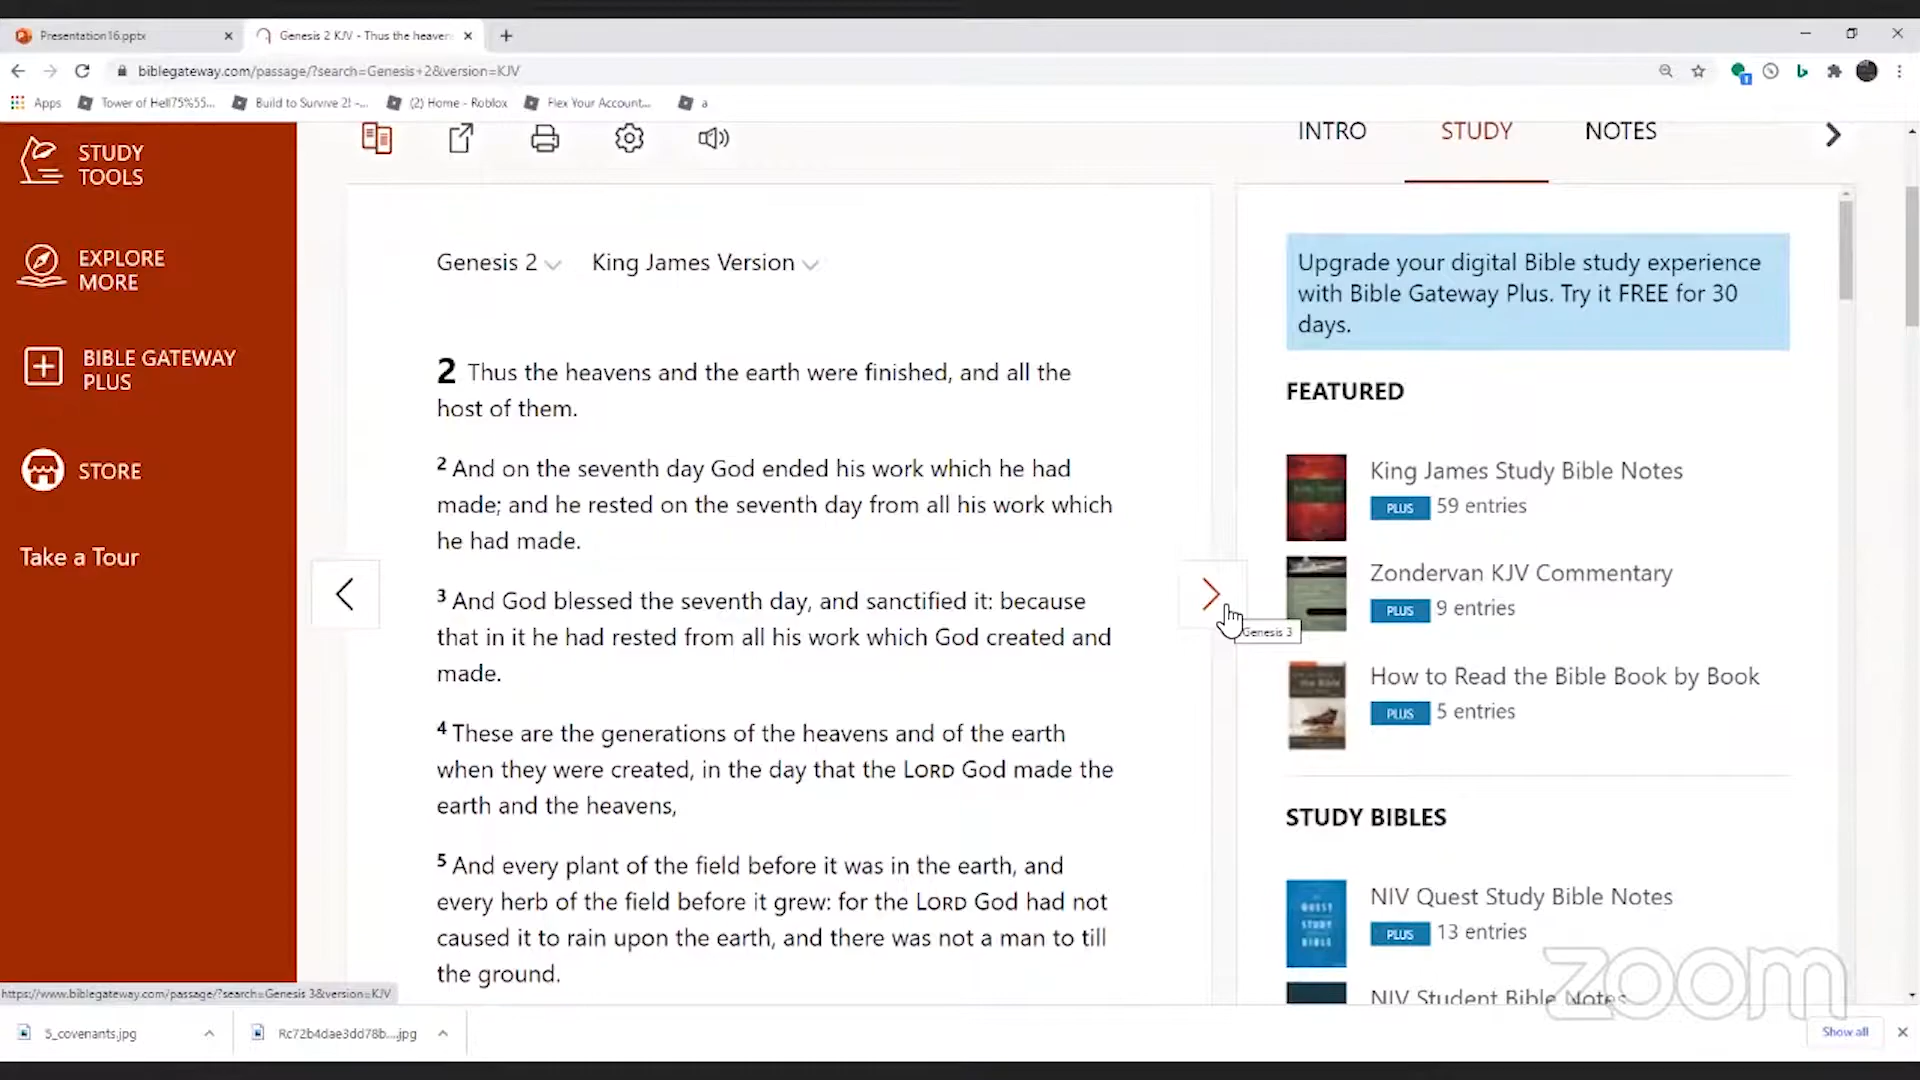 Presentation16.pptx
Genesis 2 KJV - Thus the heaven
biblegateway.com/passage/?search=Genesis+2&version=KJV
Apps Tower of Hell75%55... Build to Survive 2! -... (2) Home - Roblox Flex Your Account... a
STUDY
TOOLS
EXPLORE
MORE
BIBLE GATEWAY
PLUS
STORE
Take a Tour
INTRO STUDY NOTES
Genesis 2 King James Version
2 Thus the heavens and the earth were finished, and all the
host of them.
2 And on the seventh day God ended his work which he had
made; and he rested on the seventh day from all his work which
he had made.
3 And God blessed the seventh day, and sanctified it: because
that in it he had rested from all his work which God created and
made.
4 These are the generations of the heavens and of the earth
when they were created, in the day that the LORD God made the
earth and the heavens,
5 And every plant of the field before it was in the earth, and
every herb of the field before it grew: for the LORD God had not
caused it to rain upon the earth, and there was not a man to till
the ground.
Genesis 3
Upgrade your digital Bible study experience
with Bible Gateway Plus. Try it FREE for 30
days.
FEATURED
King James Study Bible Notes
PLUS 59 entries
Zondervan KJV Commentary
PLUS 9 entries
How to Read the Bible Book by Book
PLUS 5 entries
STUDY BIBLES
QUEST
STUDY
BIBLE
NIV Quest Study Bible Notes
PLUS 13 entries
NIV Student Bible Notes
zoom
https://www.biblegateway.com/passage/?search=Genesis 3&version=KJV
5_covenants.jpg
Rc72b4dae3dd78b....jpg
Show all